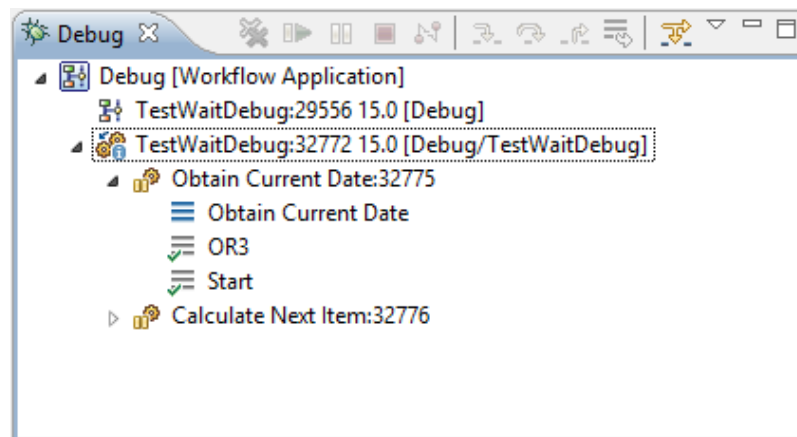 Debug
Debug [Workflow Application]
TestWaitDebug:29556 15.0 [Debug]
TestWaitDebug:32772 15.0 [Debug/TestWaitDebug]
Obtain Current Date:32775
Obtain Current Date
OR3
Start
Calculate Next Item:32776